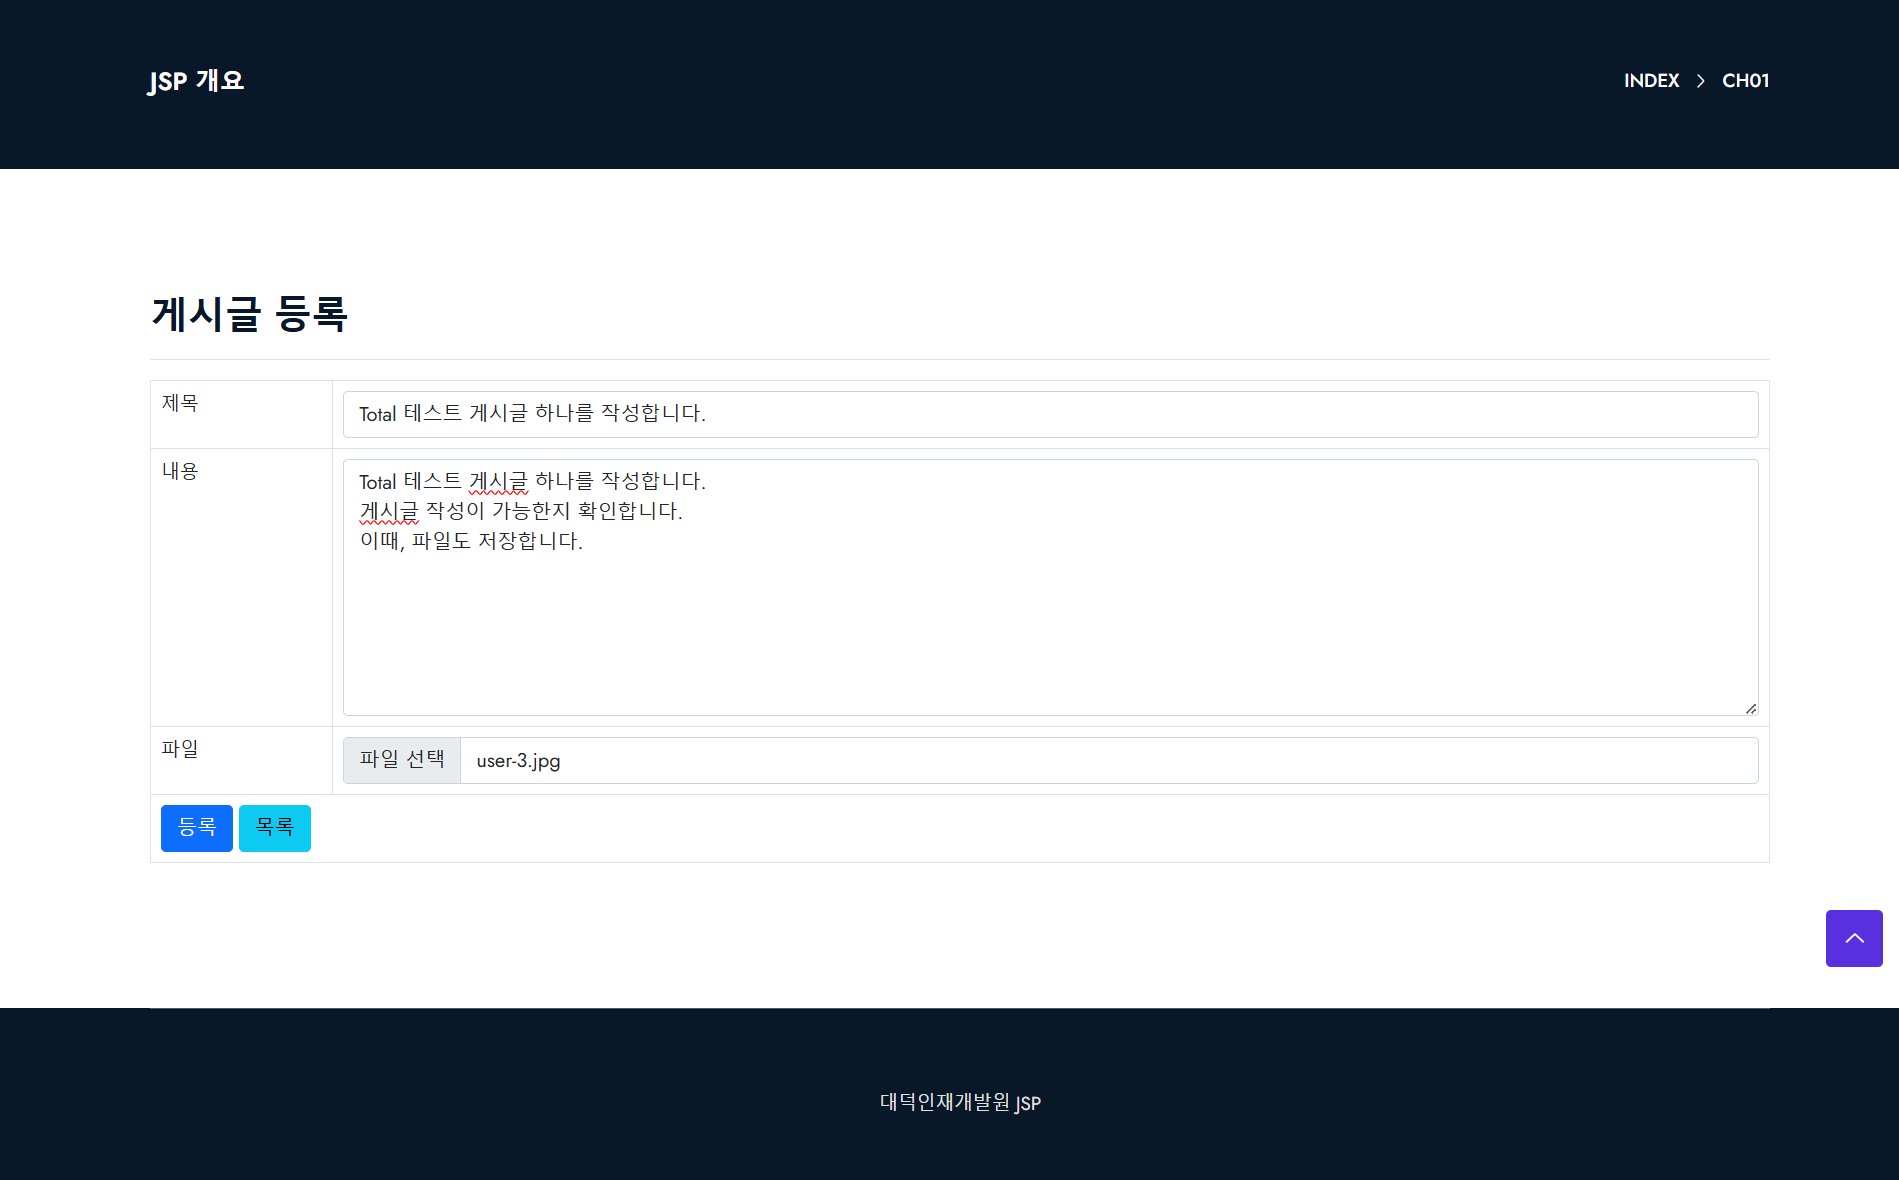 JSP 개요
INDEX > CH01
게시글 등록
제목
Total 테스트 게시글 하나를 작성합니다.
내용
Total 테스트 게시글 하나를 작성합니다.
게시글 작성이 가능한지 확인합니다.
이때, 파일도 저장합니다.
파일
파일 선택 user-3.jpg
등록 목록
대덕인재개발원 JSP